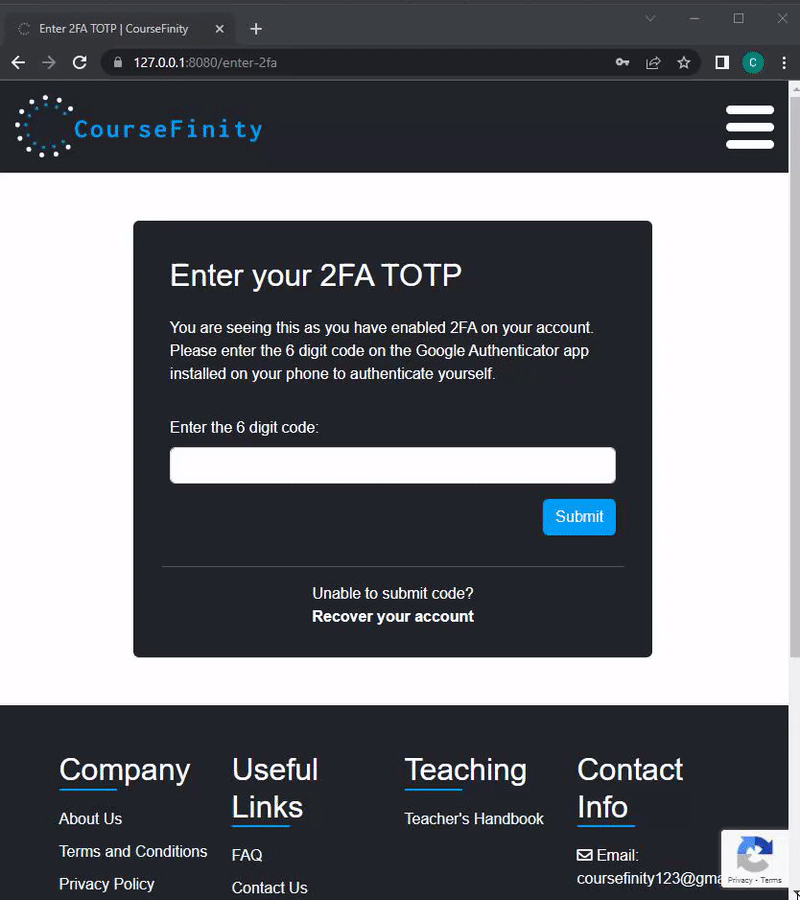 Enter 2FA TOTP | CourseFinity
127.0.0.1:8080/enter-2fa
C
CourseFinity
Enter your 2FA TOTP
You are seeing this as you have enabled 2FA on your account.
Please enter the 6 digit code on the Google Authenticator app
installed on your phone to authenticate yourself.
Enter the 6 digit code:
Submit
Unable to submit code?
Recover your account
Company
About Us
Terms and Conditions
Privacy Policy
Useful
Links
FAQ
Contact Us
Teaching
Teacher's Handbook
Contact
Info
Email:
coursefinity123@gma
Privacy - Terms